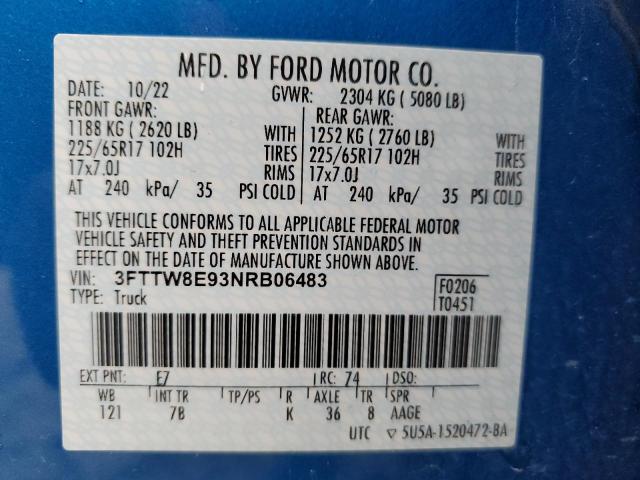 MFD. BY FORD MOTOR CO.
DATE: 10/22 GVWR: 2304 KG ( 5080 LB)
FRONT GAWR: REAR GAWR:
1188 KG ( 2620 LB) WITH 1252 KG ( 2760 LB) WITH
225/65R17 102H TIRES 225/65R17 102H TIRES
17x7.0J RIMS 17x7.0J RIMS
AT 240 kPa/ 35 PSI COLD AT 240 kPa/ 35 PSI COLD
THIS VEHICLE CONFORMS TO ALL APPLICABLE FEDERAL MOTOR
VEHICLE SAFETY AND THEFT PREVENTION STANDARDS IN
EFFECT ON THE DATE OF MANUFACTURE SHOWN ABOVE.
VIN: 3FTTW8E93NRB06483 F0206
TYPE: Truck T0451
EXT PNT: E7 RC: 74 DSO:
WB INT TR TP/PS R AXLE TR SPR
121 7B K 36 8 AAGE
UTC ▽ 5U5A-1520472-BA